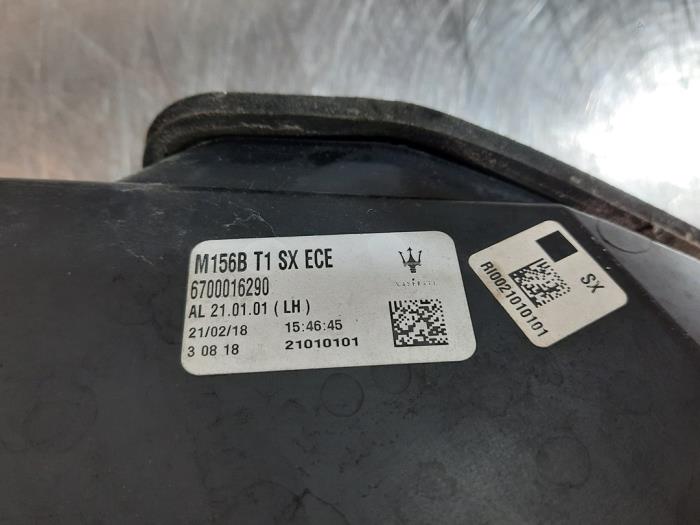 M156B T1 SX ECE
6700016290
AL 21.01.01 ( LH )
21/02/18 15:46:45
3 08 18 21010101
MASERATI
SX
RI0021010101